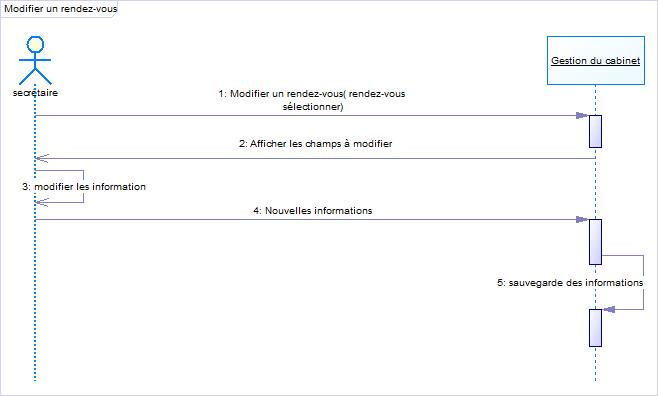 Modifier un rendez-vous
secrétaire
Gestion du cabinet
1: Modifier un rendez-vous( rendez-vous
sélectionner)
2: Afficher les champs à modifier
3: modifier les information
4: Nouvelles informations
5: sauvegarde des informations